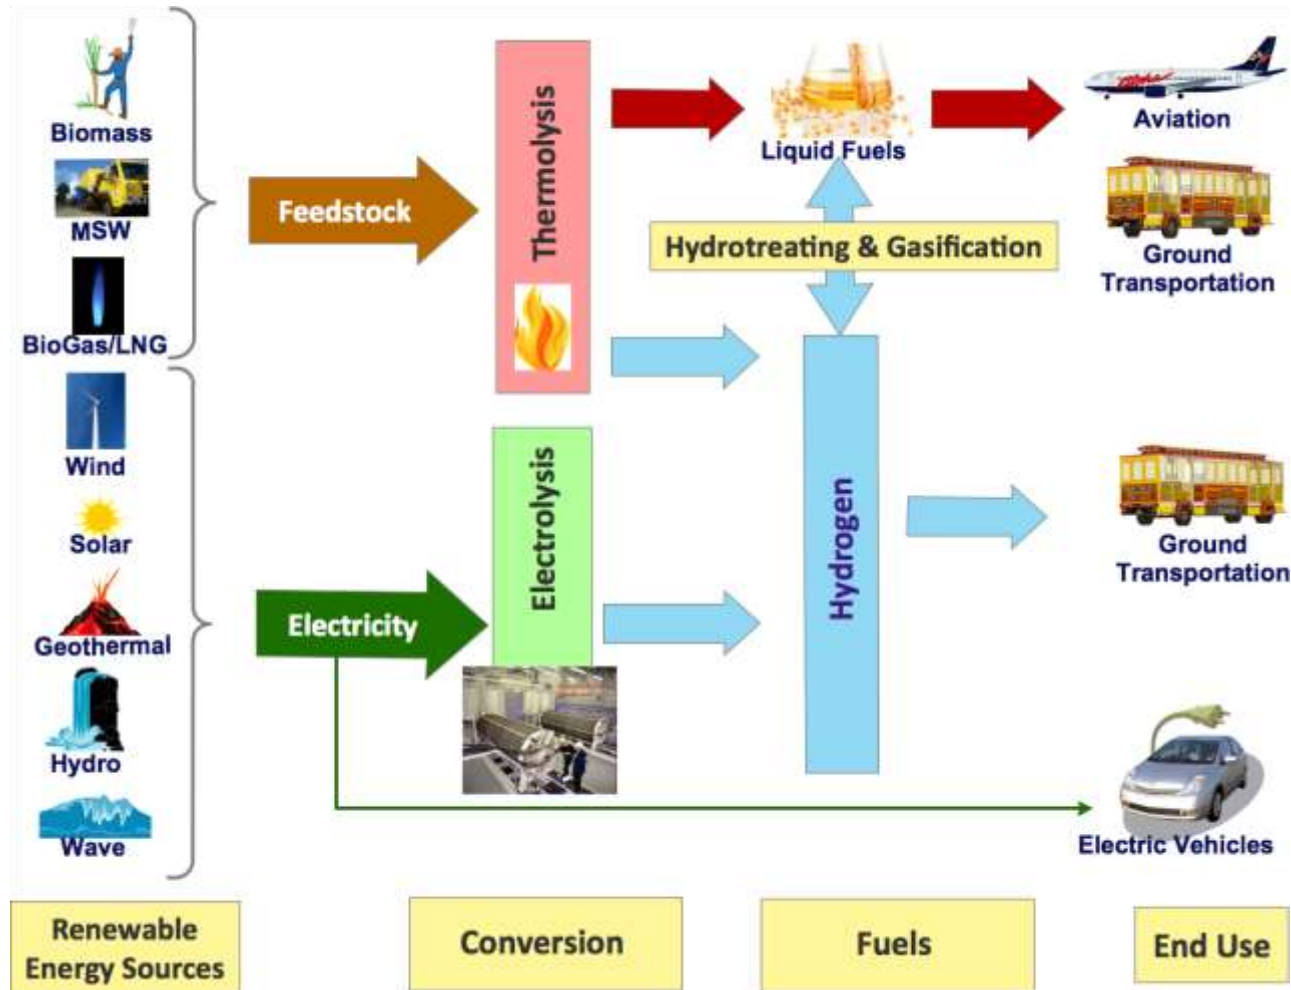 Biomass
MSW
BioGas/LNG
Wind
Solar
Geothermal
Hydro
Wave
Feedstock
Electricity
Thermolysis
Electrolysis
Liquid Fuels
Hydrotreating & Gasification
Hydrogen
Aloha
Aviation
Ground
Transportation
Ground
Transportation
Electric Vehicles
Renewable
Energy Sources
Conversion
Fuels
End Use